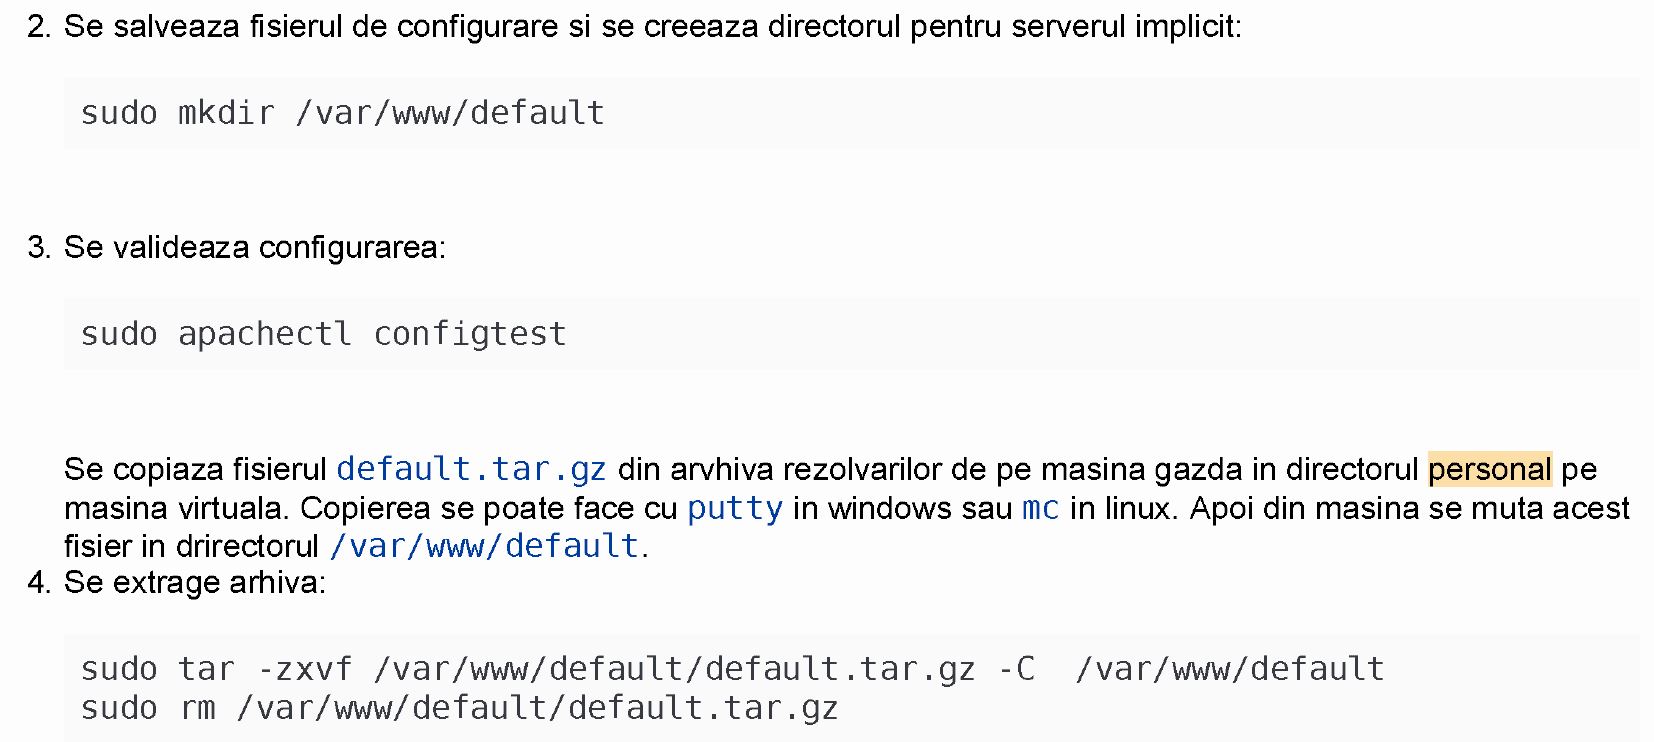 2. Se salveaza fisierul de configurare si se creeaza directorul pentru serverul implicit:
sudo mkdir /var/www/default
3. Se valideaza configurarea:
sudo apachectl configtest
Se copiaza fisierul default.tar.gz din arvhiva rezolvarilor de pe masina gazda in directorul personal pe
masina virtuala. Copierea se poate face cu putty in windows sau mc in linux. Apoi din masina se muta acest
fisier in drirectorul /var/www/default.
4. Se extrage arhiva:
sudo tar -zxvf /var/www/default/default.tar.gz -C  /var/www/default
sudo rm /var/www/default/default.tar.gz